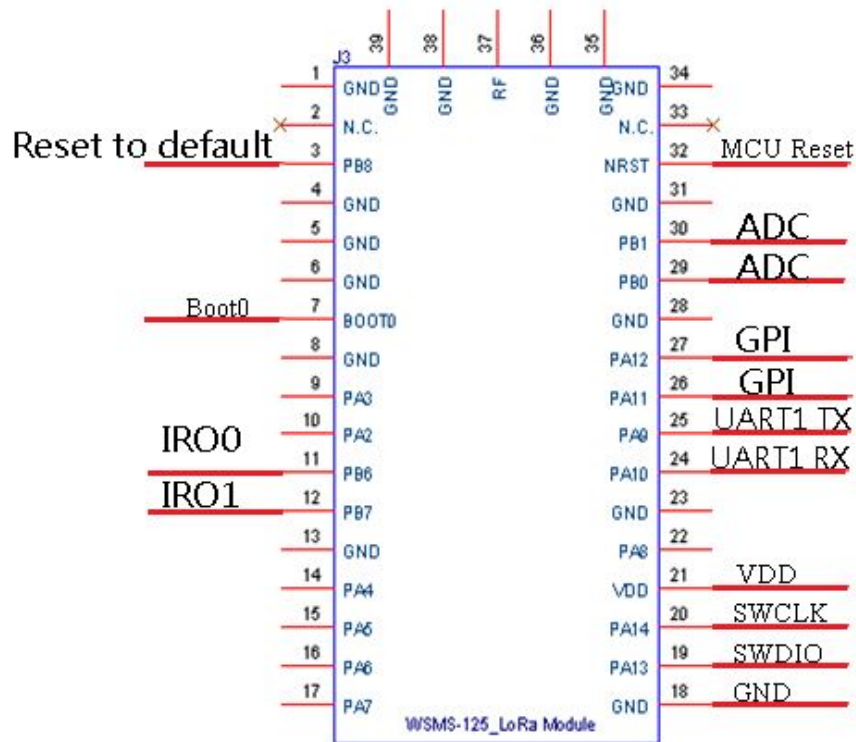 39 38 37 36 35
J3
GND GND RF GND GND
1 GND
2 N.C.
Reset to default 3 PB8
4 GND
5 GND
6 GND
Boot0 7 BOOT0
8 GND
9 PA3
10 PA2
IRO0 11 PB6
IRO1 12 PB7
13 GND
14 PA4
15 PA5
16 PA6
17 PA7
GND 34
N.C. 33
NRST 32 MCU Reset
GND 31
PB1 30 ADC
PB0 29 ADC
GND 28
PA12 27 GPI
PA11 26 GPI
PA9 25 UART1 TX
PA10 24 UART1 RX
GND 23
PA8 22
VDD 21 VDD
PA14 20 SWCLK
PA13 19 SWDIO
GND 18 GND
WSMS-125_LoRa Module